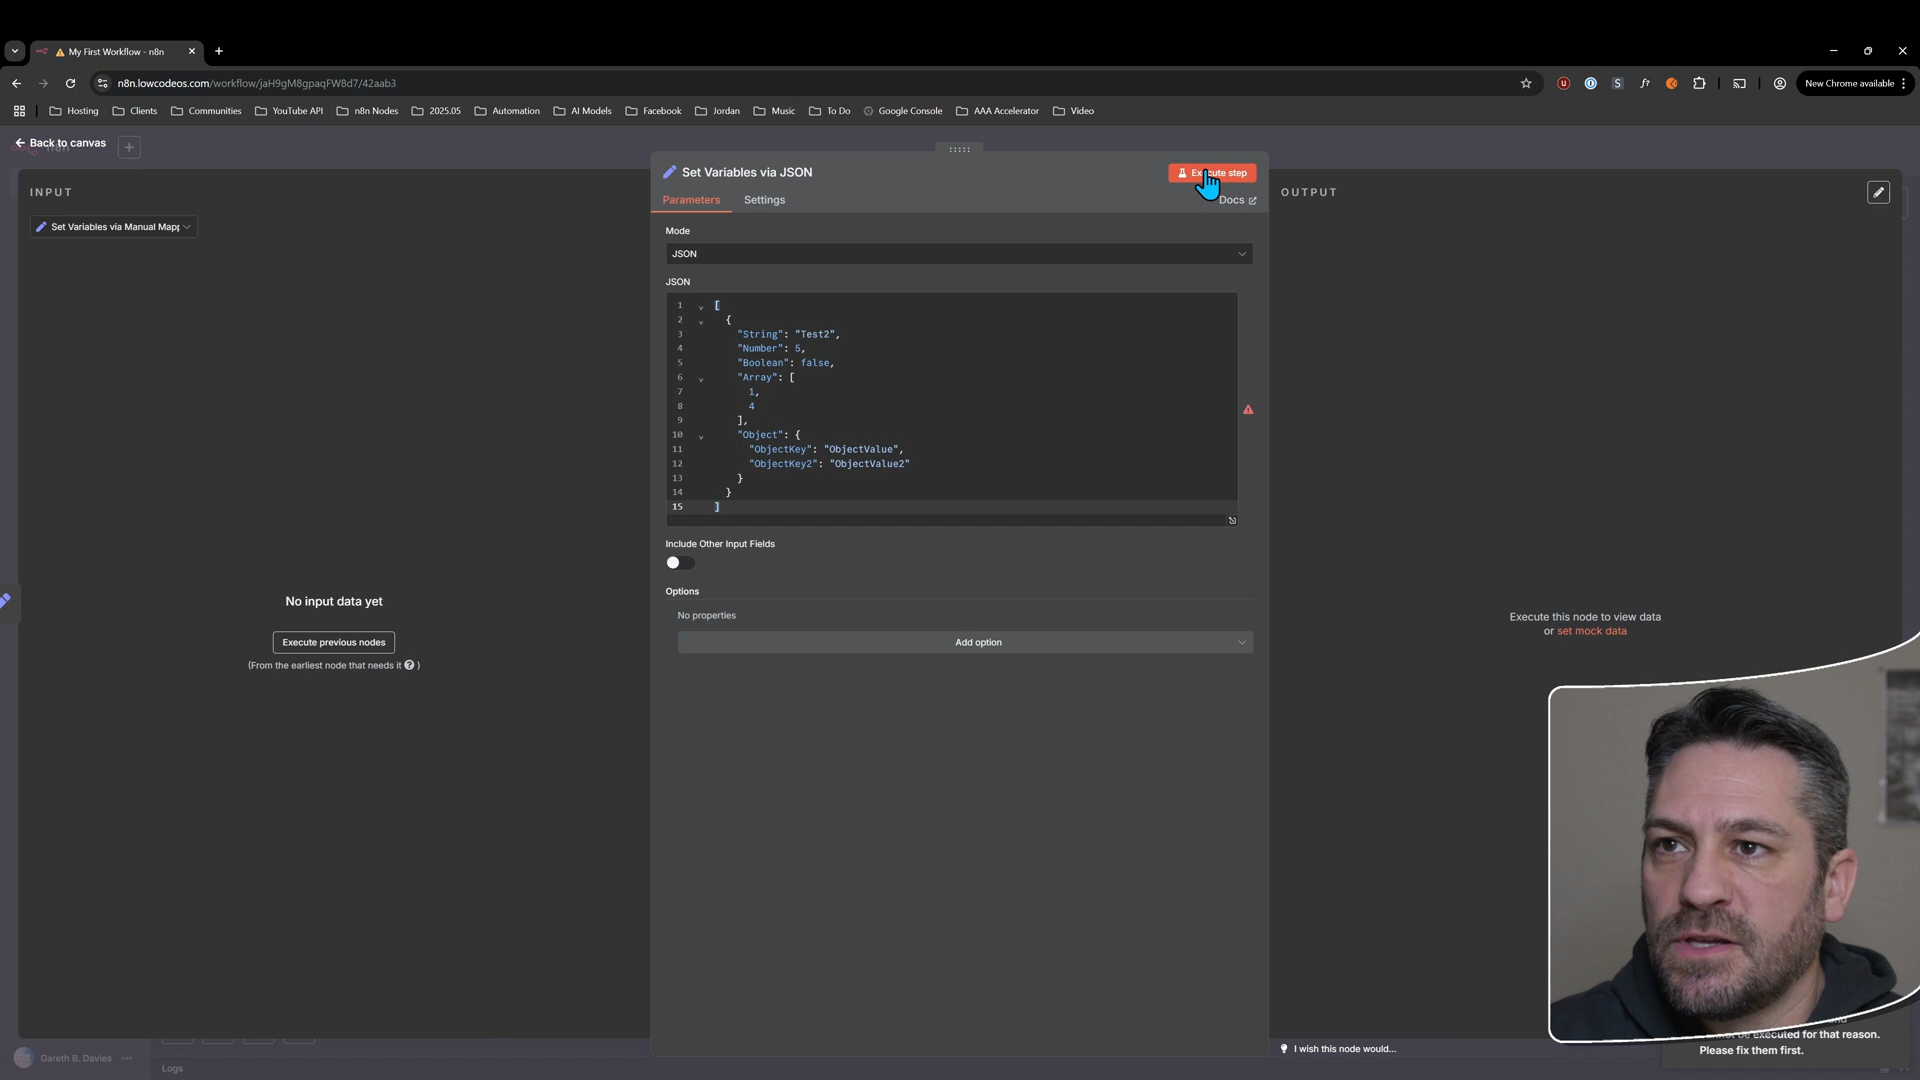 My First Workflow - n8n
n8n.lowcodeos.com/workflow/jaH9gM8gpaqFW8d7/42aab3
New Chrome available
Hosting
Clients
Communities
YouTube API
n8n Nodes
2025.05
Automation
AI Models
Facebook
Jordan
Music
To Do
Google Console
AAA Accelerator
Video
Back to canvas
INPUT
Set Variables via Manual Mapp
No input data yet
Execute previous nodes
(From the earliest node that needs it ? )
Set Variables via JSON
Execute step
Parameters
Settings
Docs
Mode
JSON
JSON
1 [
2 {
3 "String": "Test2",
4 "Number": 5,
5 "Boolean": false,
6 "Array": [
7 1,
8 4
9 ],
10 "Object": {
11 "ObjectKey": "ObjectValue",
12 "ObjectKey2": "ObjectValue2"
13 }
14 }
15 ]
Include Other Input Fields
Options
No properties
Add option
OUTPUT
Execute this node to view data
or set mock data
be executed for that reason.
Please fix them first.
I wish this node would...
Gareth B. Davies
Logs